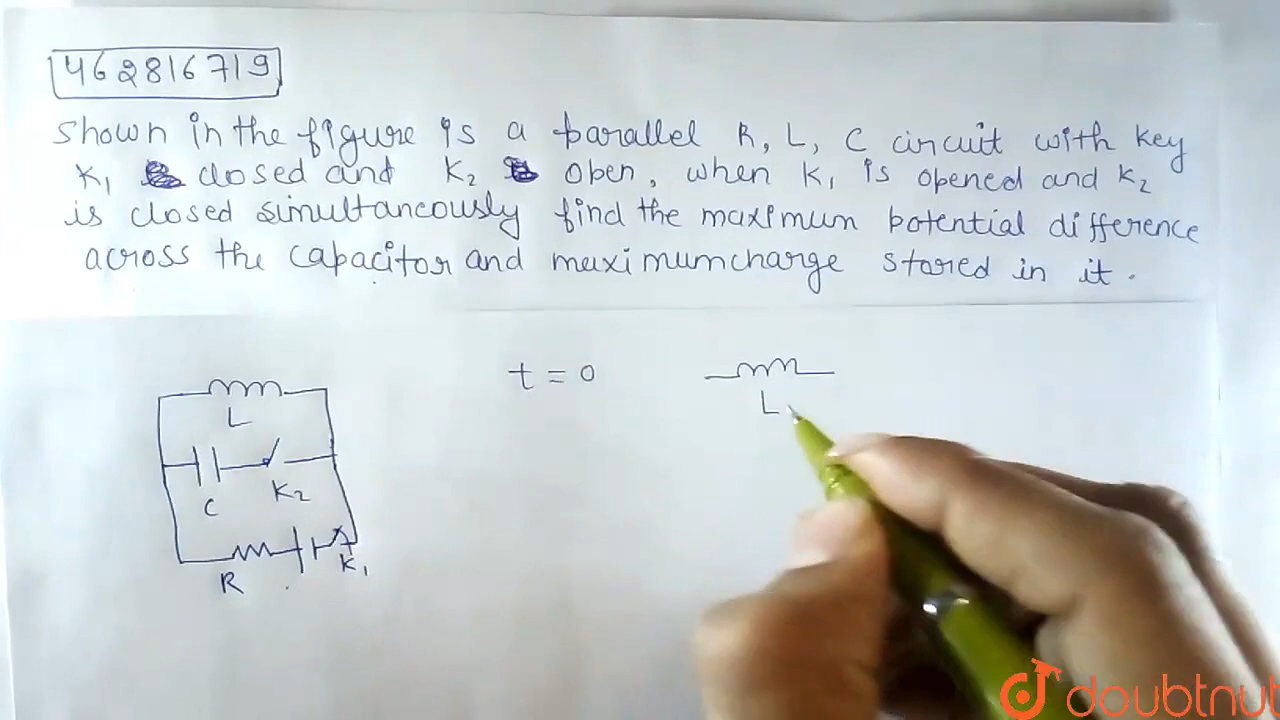 462816719
Shown in the figure is a parallel R, L, C circuit with key
K1 closed and K2 open, when K1 is opened and K2
is closed simultaneously find the maximum potential difference
across the capacitor and maximumcharge stored in it.
t = 0
L
L
K2
C
K1
R
doubtnut